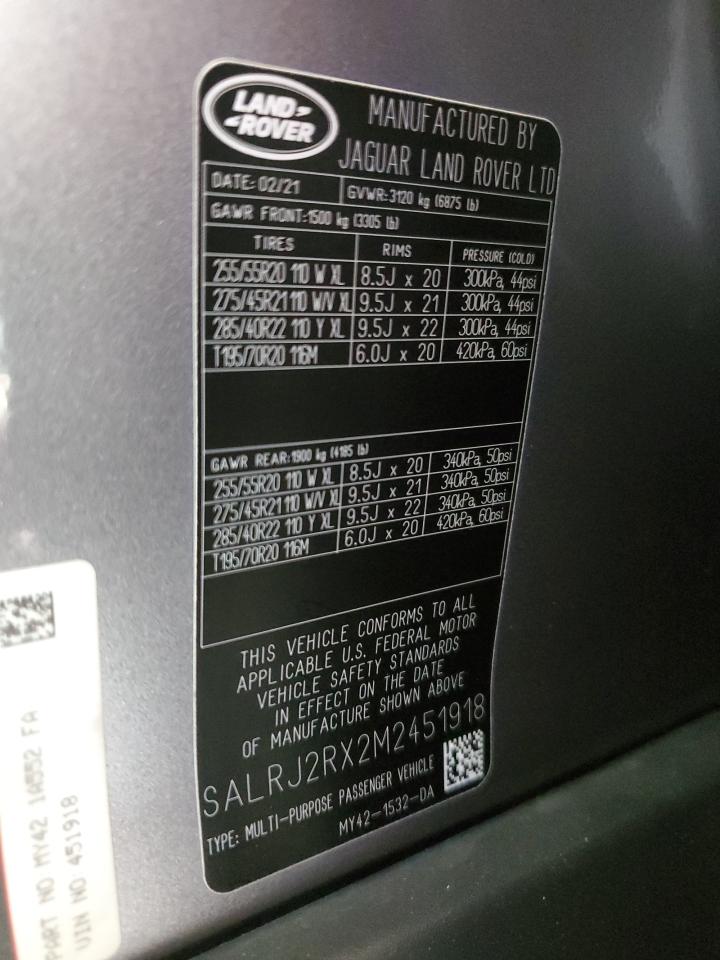 LAND ROVER
MANUFACTURED BY
JAGUAR LAND ROVER LTD
DATE: 02/21 GVWR: 3120 kg (6875 lb)
GAWR FRONT: 1500 kg (3305 lb)
TIRES RIMS PRESSURE (COLD)
255/55R20 110 W XL 8.5J x 20 300kPa, 44psi
275/45R21 110 W/V XL 9.5J x 21 300kPa, 44psi
285/40R22 110 Y XL 9.5J x 22 300kPa, 44psi
T195/70R20 116M 6.0J x 20 420kPa, 60psi
GAWR REAR: 1900 kg (4185 lb)
255/55R20 110 W XL 8.5J x 20 340kPa, 50psi
275/45R21 110 W/V XL 9.5J x 21 340kPa, 50psi
285/40R22 110 Y XL 9.5J x 22 340kPa, 50psi
T195/70R20 116M 6.0J x 20 420kPa, 60psi
THIS VEHICLE CONFORMS TO ALL
APPLICABLE U.S. FEDERAL MOTOR
VEHICLE SAFETY STANDARDS
IN EFFECT ON THE DATE
OF MANUFACTURE SHOWN ABOVE
SALRJ2RX2M2451918
TYPE: MULTI-PURPOSE PASSENGER VEHICLE
MY42-1532-DA
PART NO MY42 1A552 FA
VIN NO 451918